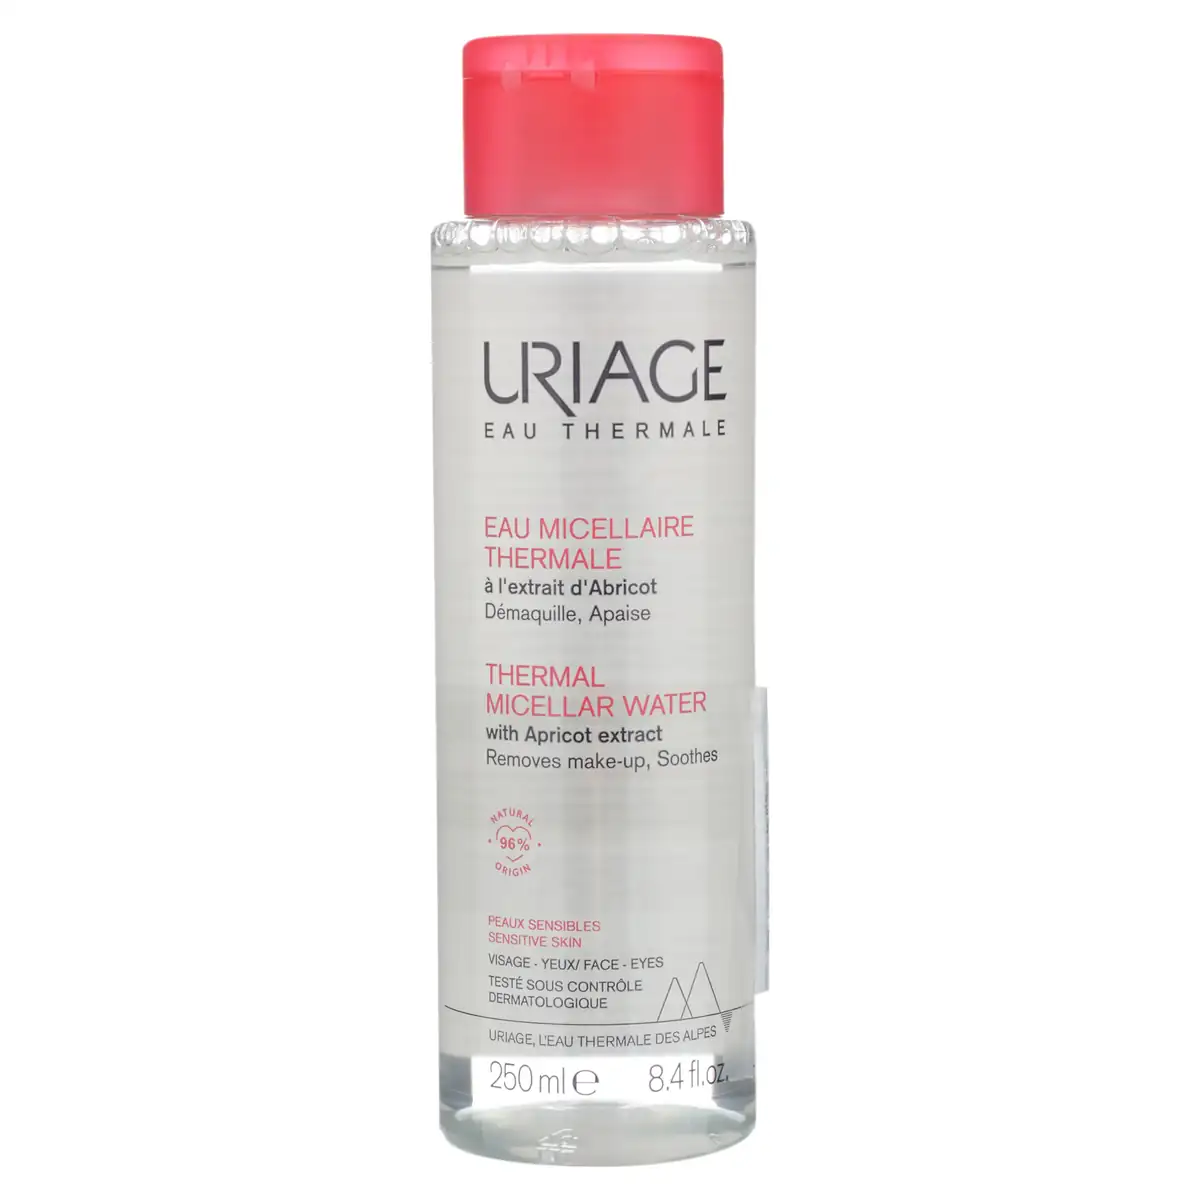 URIAGE
EAU THERMALE
EAU MICELLAIRE
THERMALE
à l'extrait d'Abricot
Démaquille, Apaise
THERMAL
MICELLAR WATER
with Apricot extract
Removes make-up, Soothes
NATURAL
96%
ORIGIN
PEAUX SENSIBLES
SENSITIVE SKIN
VISAGE - YEUX/ FACE - EYES
TESTÉ SOUS CONTRÔLE
DERMATOLOGIQUE
URIAGE, L'EAU THERMALE DES ALPES
250 ml e 8.4 fl.oz.